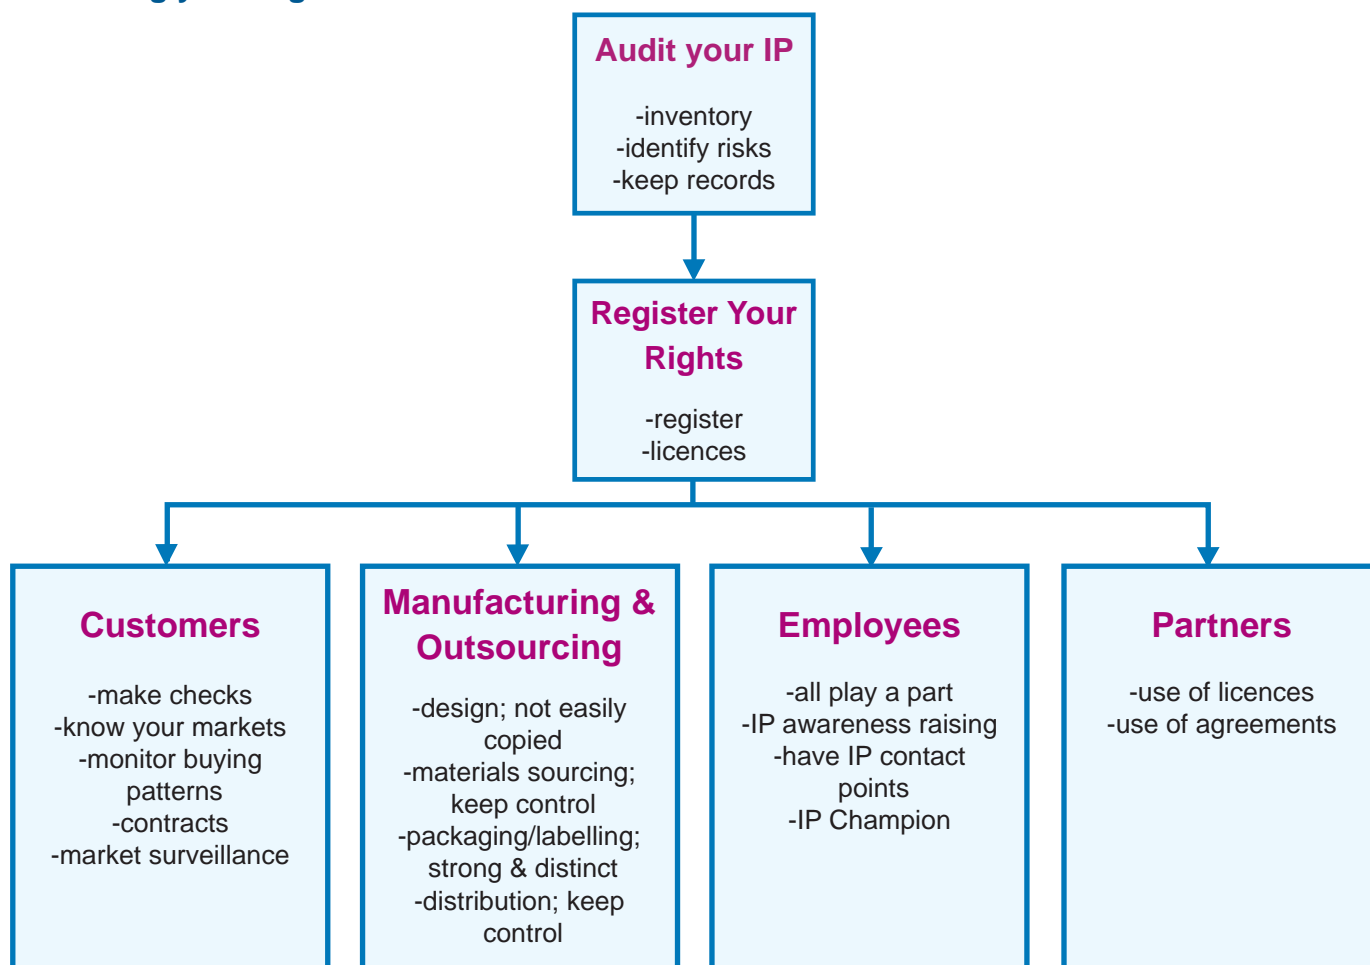 Audit your IP
-inventory
-identify risks
-keep records
Register Your
Rights
-register
-licences
Customers
-make checks
-know your markets
-monitor buying
patterns
-contracts
-market surveillance
Manufacturing &
Outsourcing
-design; not easily
copied
-materials sourcing;
keep control
-packaging/labelling;
strong & distinct
-distribution; keep
control
Employees
-all play a part
-IP awareness raising
-have IP contact
points
-IP Champion
Partners
-use of licences
-use of agreements